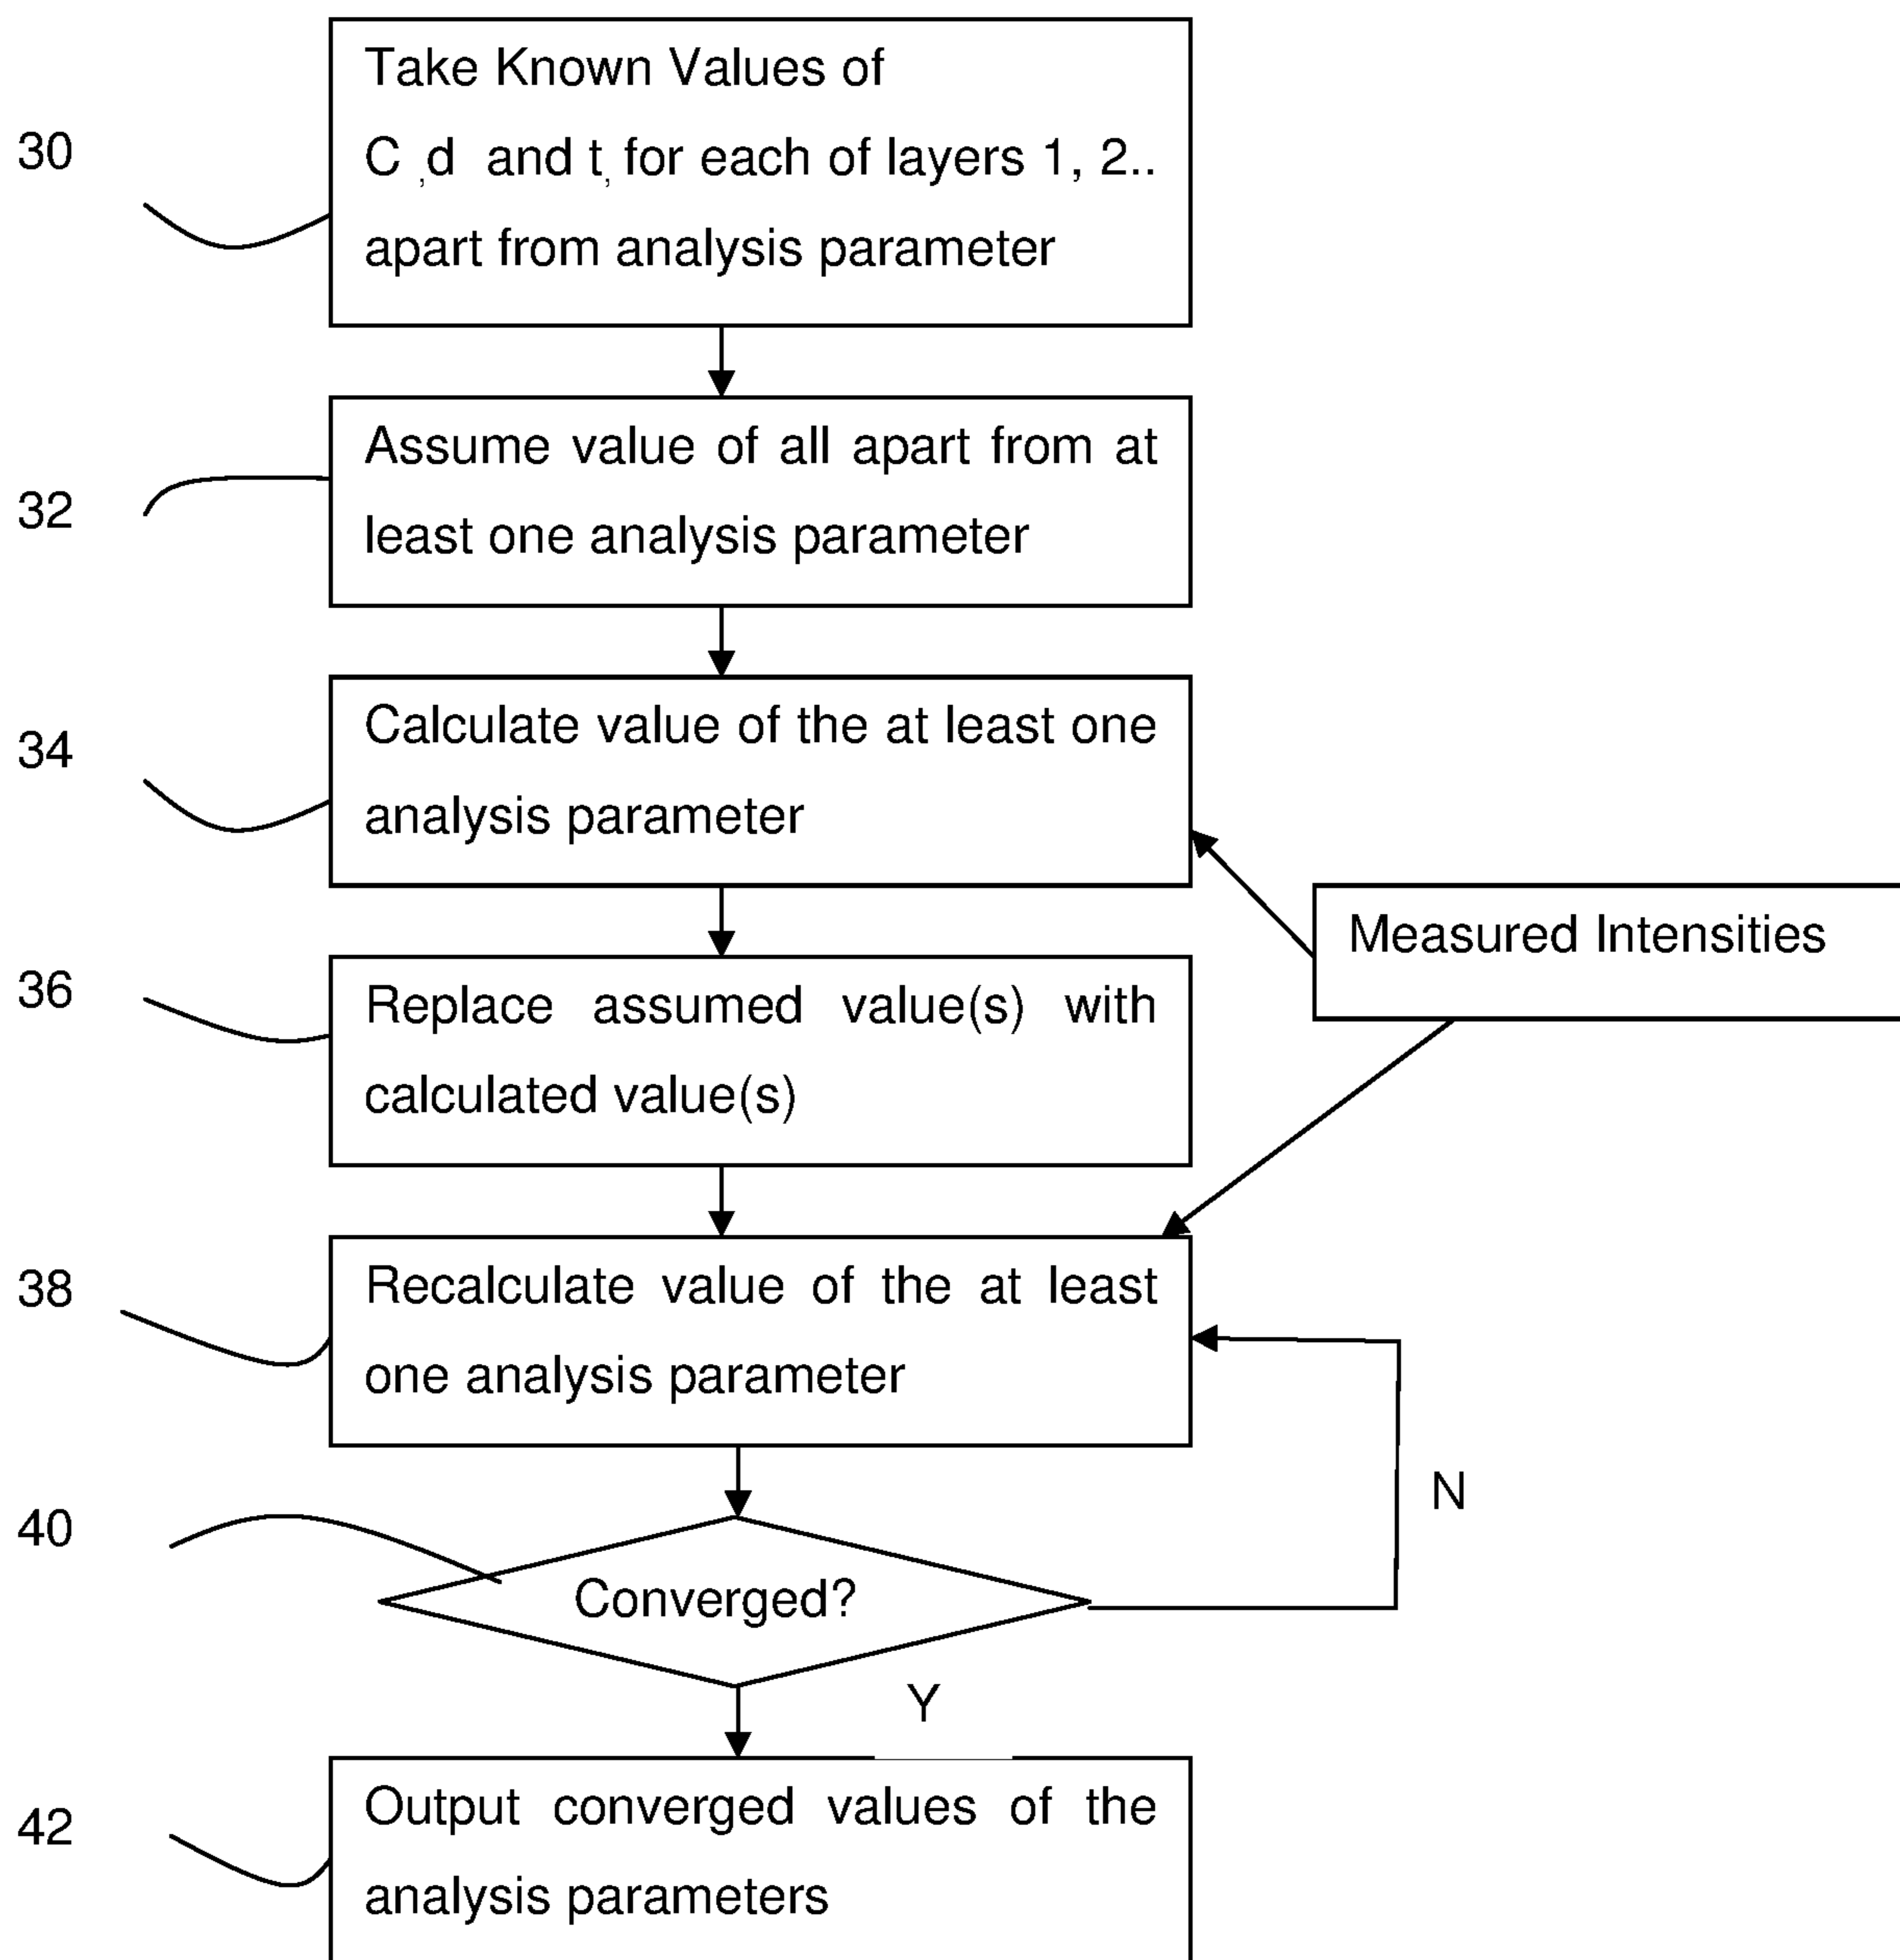 30
Take Known Values of
C ,d and t, for each of layers 1, 2..
apart from analysis parameter
32
Assume value of all apart from at
least one analysis parameter
34
Calculate value of the at least one
analysis parameter
Measured Intensities
36
Replace assumed value(s) with
calculated value(s)
38
Recalculate value of the at least
one analysis parameter
N
40
Converged?
Y
42
Output converged values of the
analysis parameters